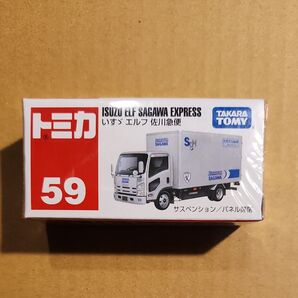 トミカ
59
ISUZU ELF SAGAWA EXPRESS
いすゞ エルフ 佐川急便
TAKARA
TOMY
SGH
サスペンション／パネル開閉